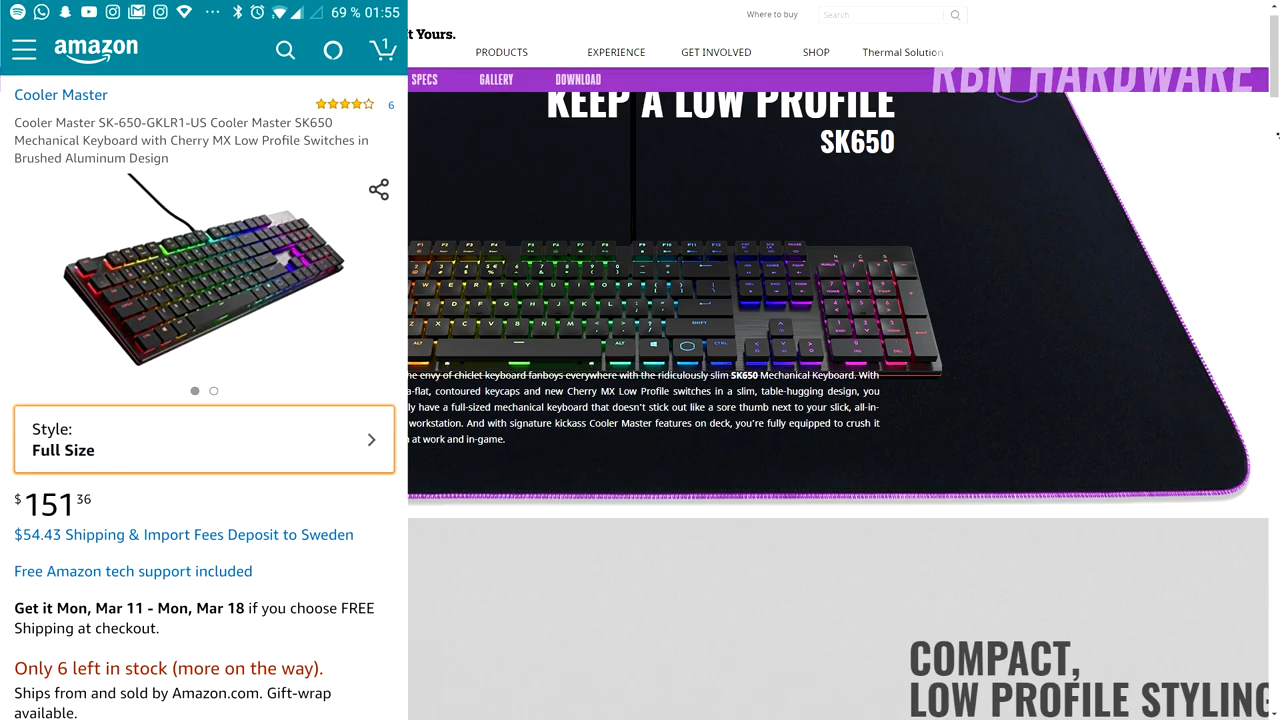 69 % 01:55
amazon
1
Cooler Master
6
Cooler Master SK-650-GKLR1-US Cooler Master SK650
Mechanical Keyboard with Cherry MX Low Profile Switches in
Brushed Aluminum Design
Style:
Full Size
$151 36
$54.43 Shipping & Import Fees Deposit to Sweden
Free Amazon tech support included
Get it Mon, Mar 11 - Mon, Mar 18 if you choose FREE
Shipping at checkout.
Only 6 left in stock (more on the way).
Ships from and sold by Amazon.com. Gift-wrap
available.
Where to buy
Search
t Yours.
PRODUCTS EXPERIENCE GET INVOLVED SHOP Thermal Solution
SPECS GALLERY DOWNLOAD
RBN HARDWARE
KEEP A LOW PROFILE
SK650
he envy of chiclet keyboard fanboys everywhere with the ridiculously slim SK650 Mechanical Keyboard. With
a-flat, contoured keycaps and new Cherry MX Low Profile switches in a slim, table-hugging design, you
ly have a full-sized mechanical keyboard that doesn't stick out like a sore thumb next to your slick, all-in-
workstation. And with signature kickass Cooler Master features on deck, you're fully equipped to crush it
at work and in-game.
COMPACT,
LOW PROFILE STYLING